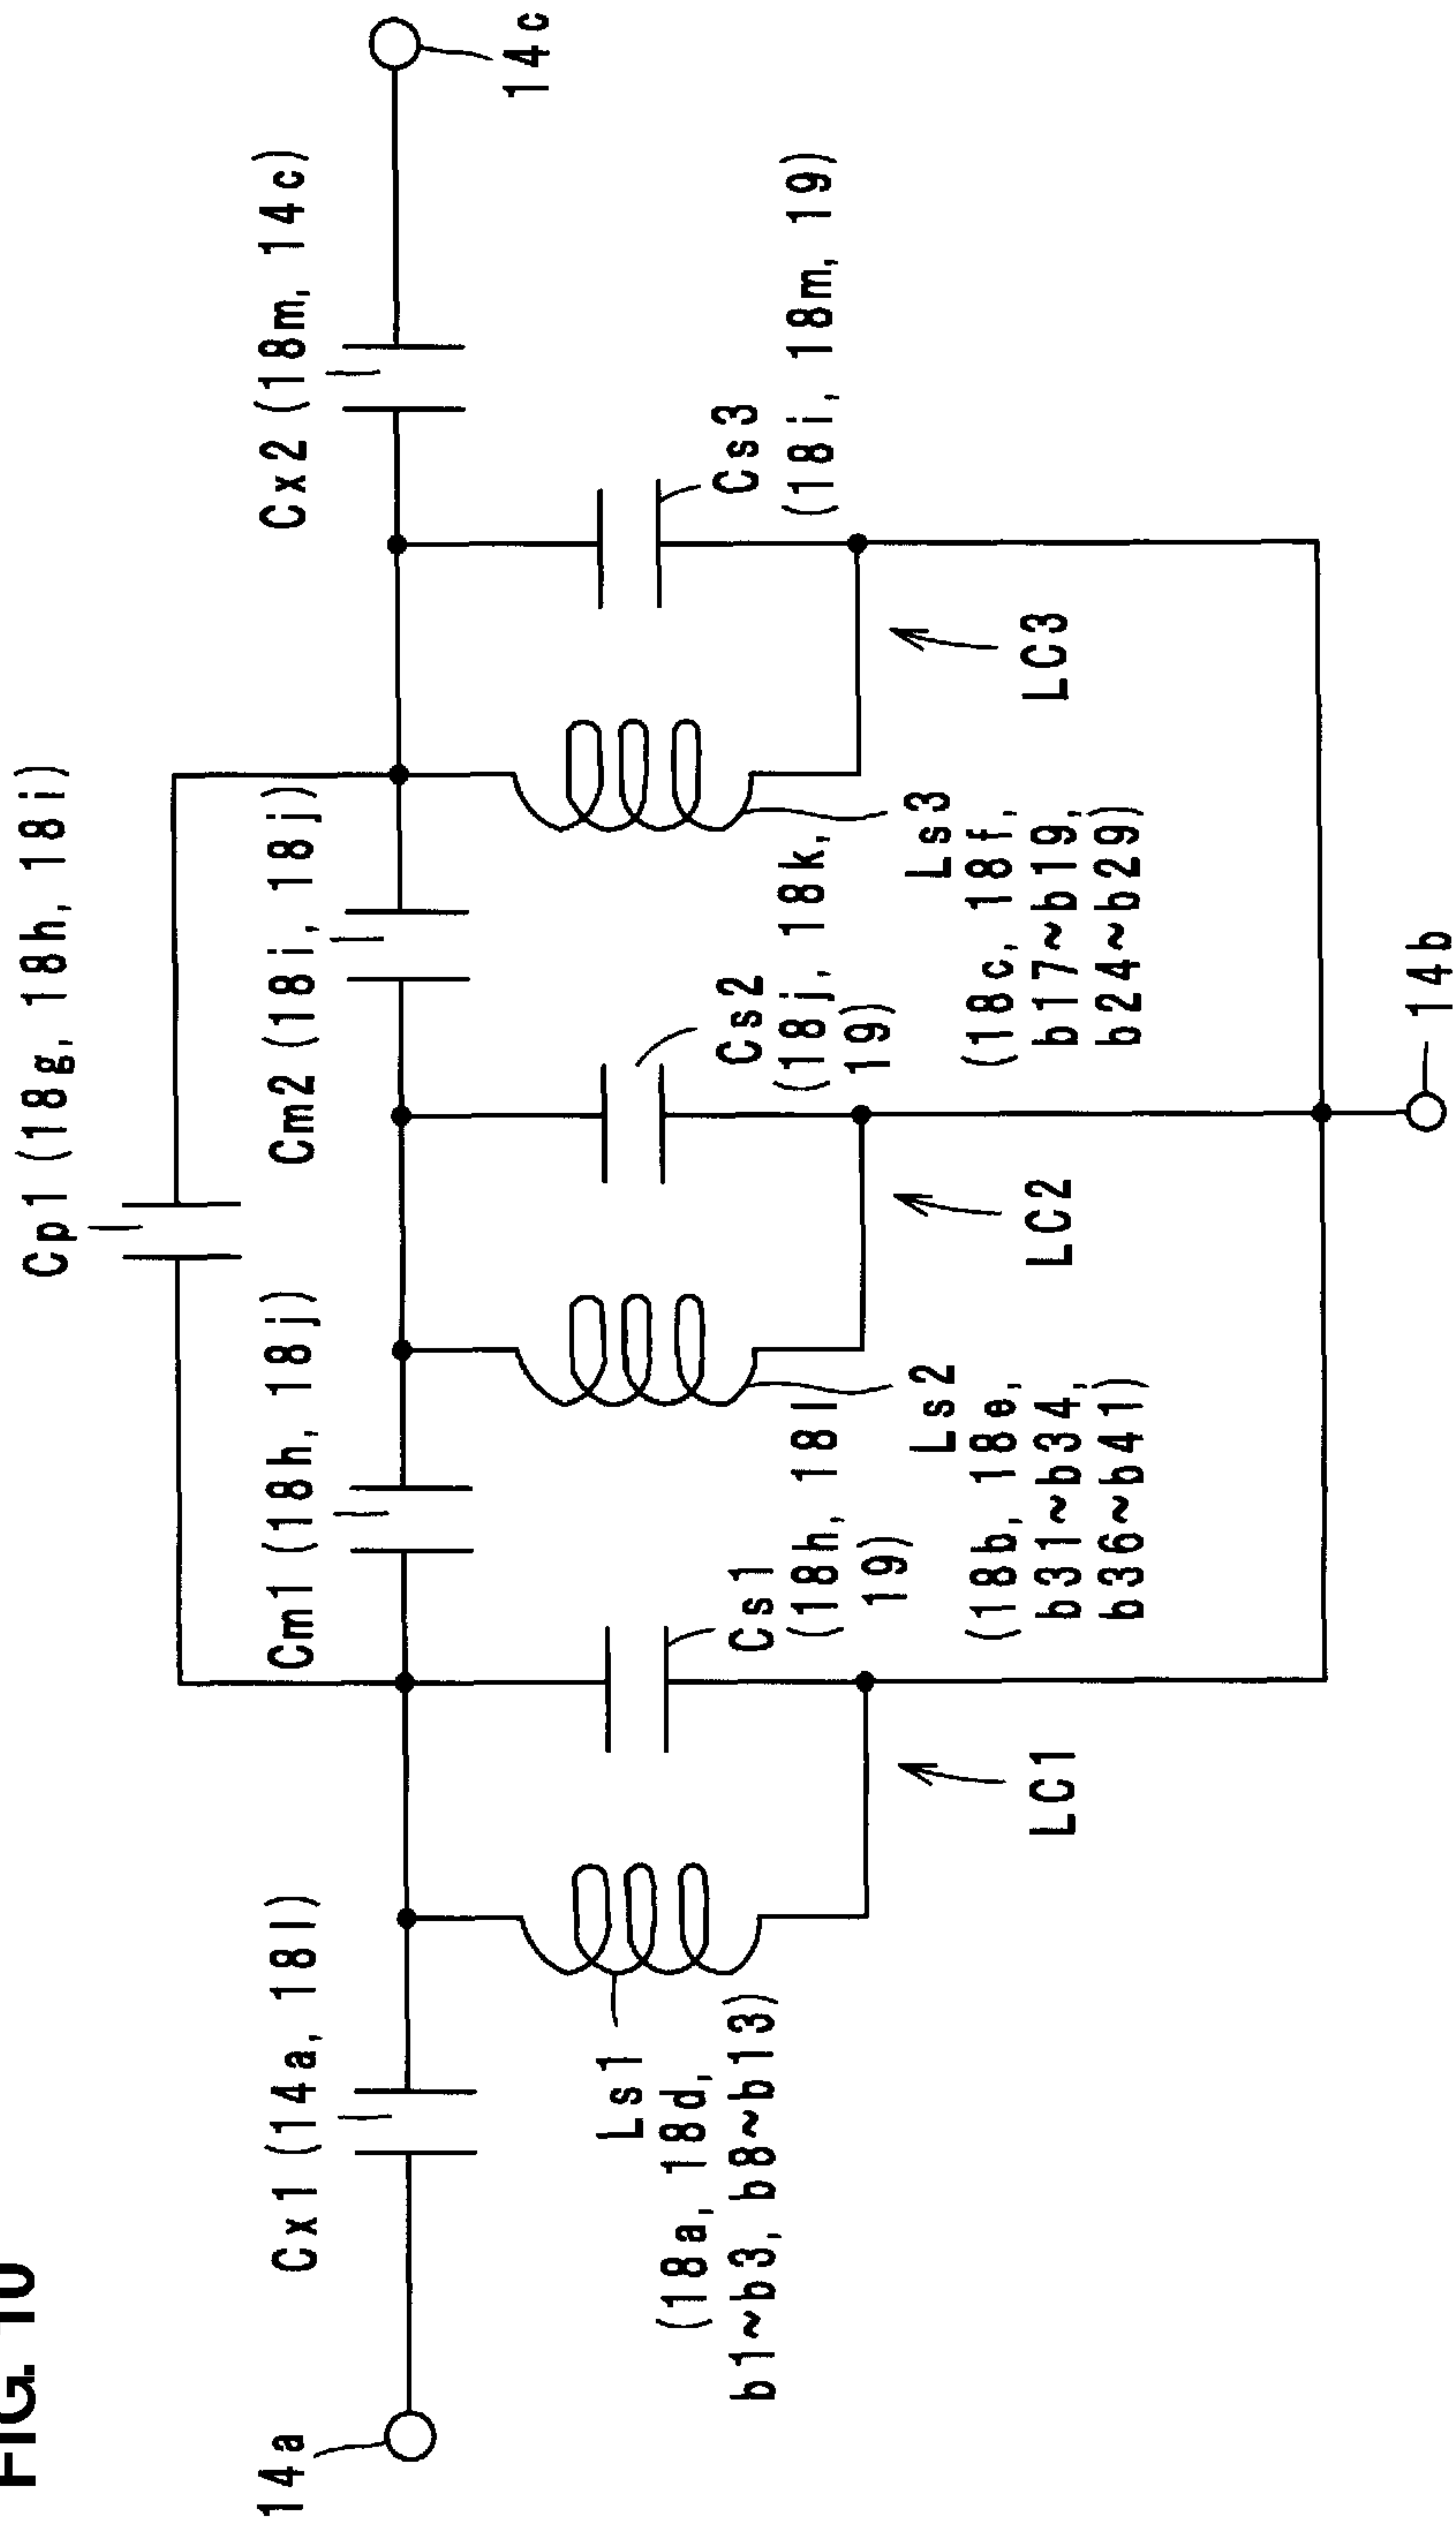 FIG. 10
Cp1 (18g, 18h, 18i)
Cx1 (14a, 18l)
Cm1 (18h, 18j)
Cm2 (18i, 18j)
Cx2 (18m, 14c)
14a
14c
Ls1
(18a, 18d,
b1~b3, b8~b13)
Cs1
(18h, 18l
19)
Ls2
(18b, 18e,
b31~b34,
b36~b41)
Cs2
(18j, 18k,
19)
Ls3
(18c, 18f,
b17~b19,
b24~b29)
Cs3
(18i, 18m, 19)
LC1
LC2
LC3
14b